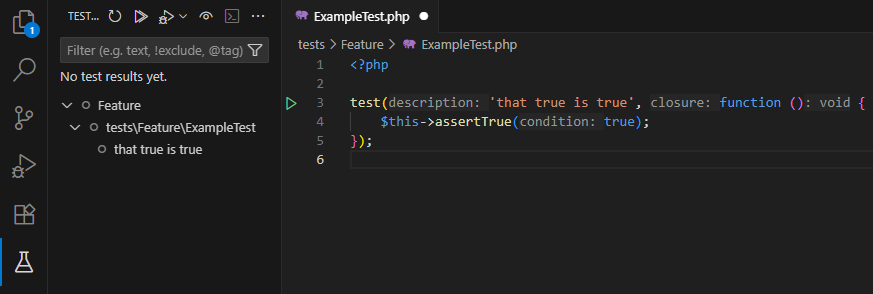 1
TEST...
Filter (e.g. text, !exclude, @tag)
No test results yet.
Feature
tests\Feature\ExampleTest
that true is true
ExampleTest.php
tests > Feature > ExampleTest.php
1 <?php
2
3 test(description: 'that true is true', closure: function (): void {
4 $this->assertTrue(condition: true);
5 });
6